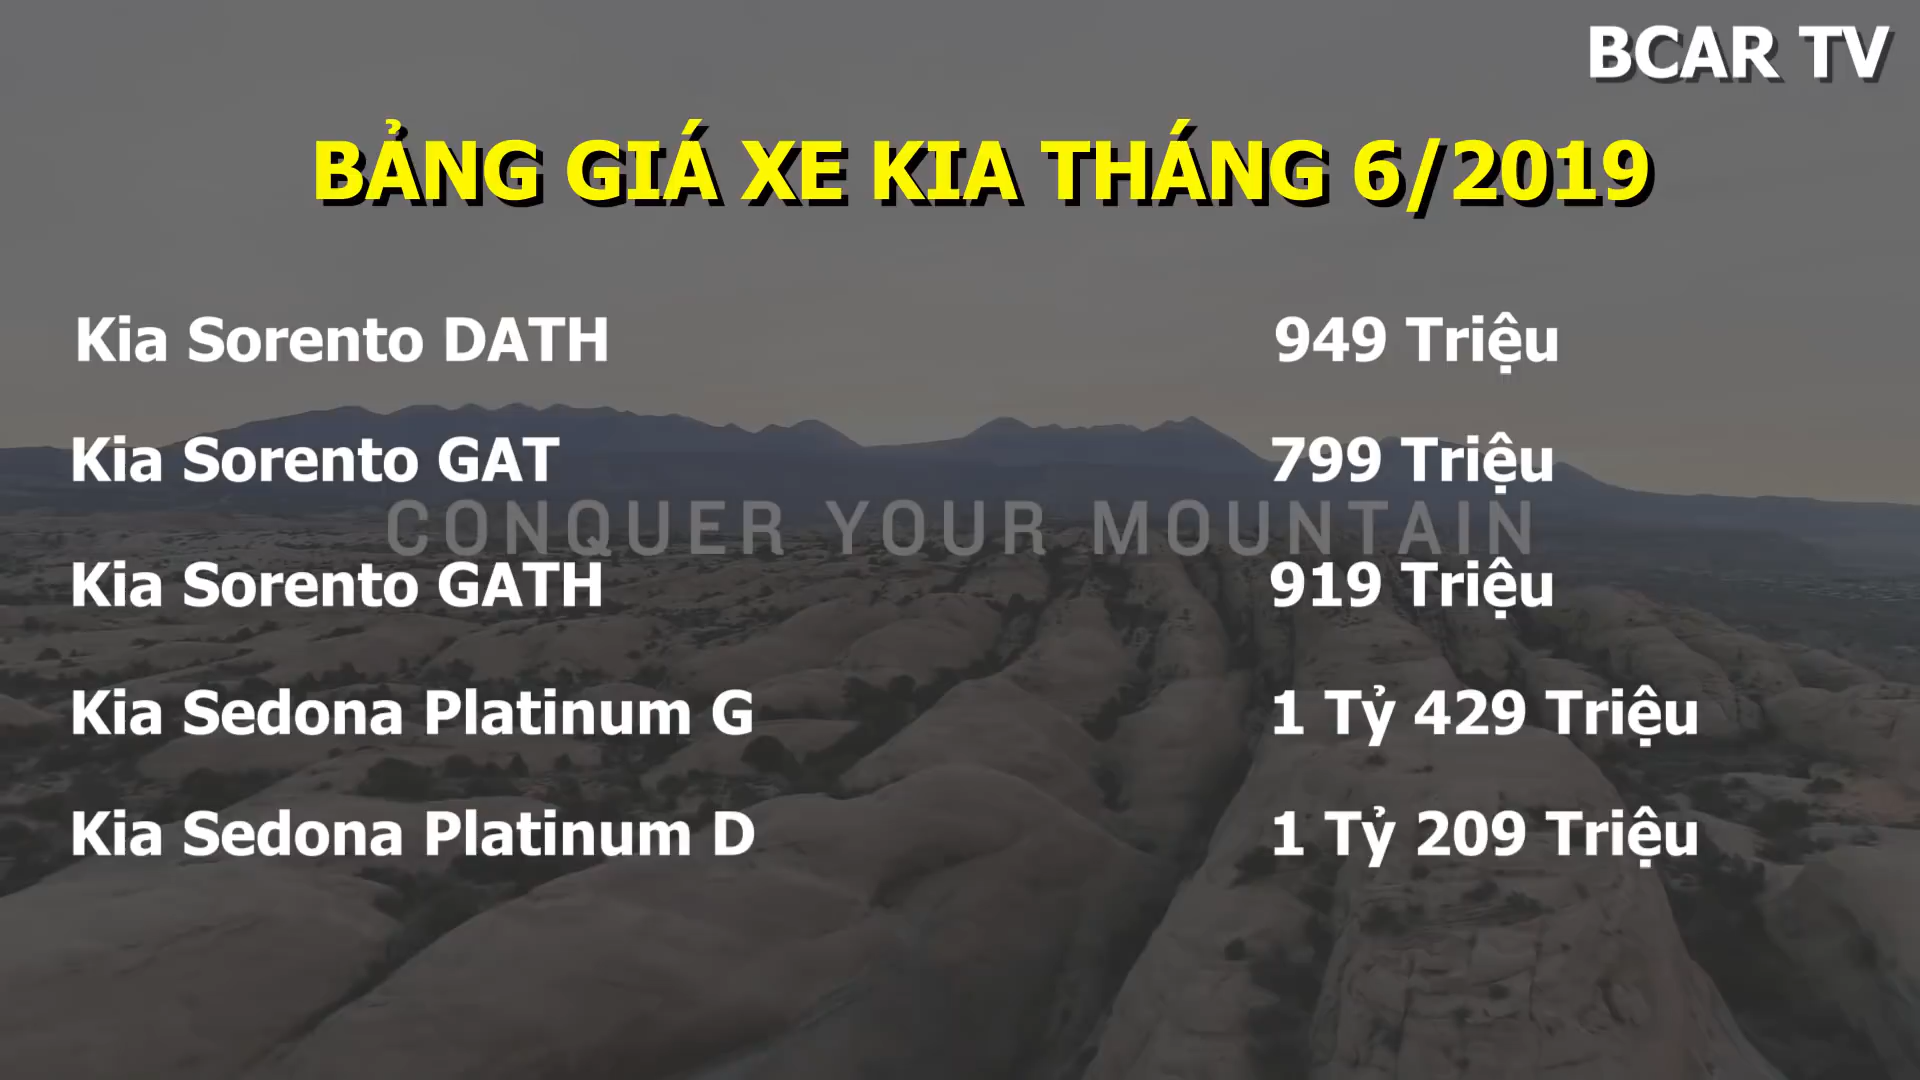 BCAR TV
BẢNG GIÁ XE KIA THÁNG 6/2019
Kia Sorento DATH 949 Triệu
Kia Sorento GAT 799 Triệu
CONQUER YOUR MOUNTAIN
Kia Sorento GATH 919 Triệu
Kia Sedona Platinum G 1 Tỷ 429 Triệu
Kia Sedona Platinum D 1 Tỷ 209 Triệu